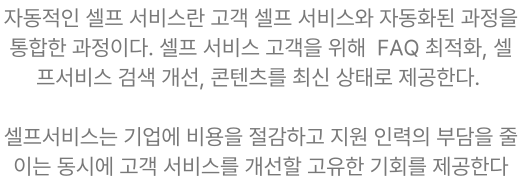 자동적인 셀프 서비스란 고객 셀프 서비스와 자동화된 과정을
통합한 과정이다. 셀프 서비스 고객을 위해  FAQ 최적화, 셀
프서비스 검색 개선, 콘텐츠를 최신 상태로 제공한다.
셀프서비스는 기업에 비용을 절감하고 지원 인력의 부담을 줄
이는 동시에 고객 서비스를 개선할 고유한 기회를 제공한다